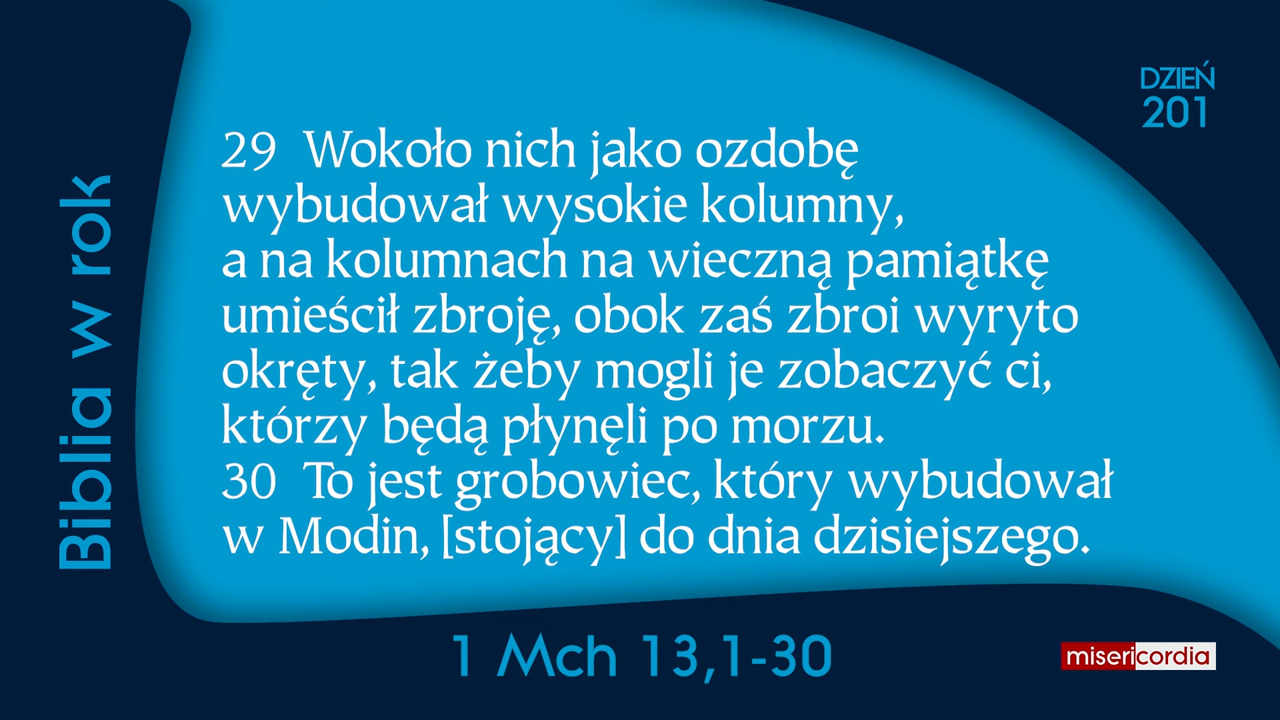 DZIEŃ
201
Biblia w rok
29 Wokoło nich jako ozdobę
wybudował wysokie kolumny,
a na kolumnach na wieczną pamiątkę
umieścił zbroję, obok zaś zbroi wyryto
okręty, tak żeby mogli je zobaczyć ci,
którzy będą płynęli po morzu.
30 To jest grobowiec, który wybudował
w Modin, [stojący] do dnia dzisiejszego.
1 Mch 13,1-30
misericordia